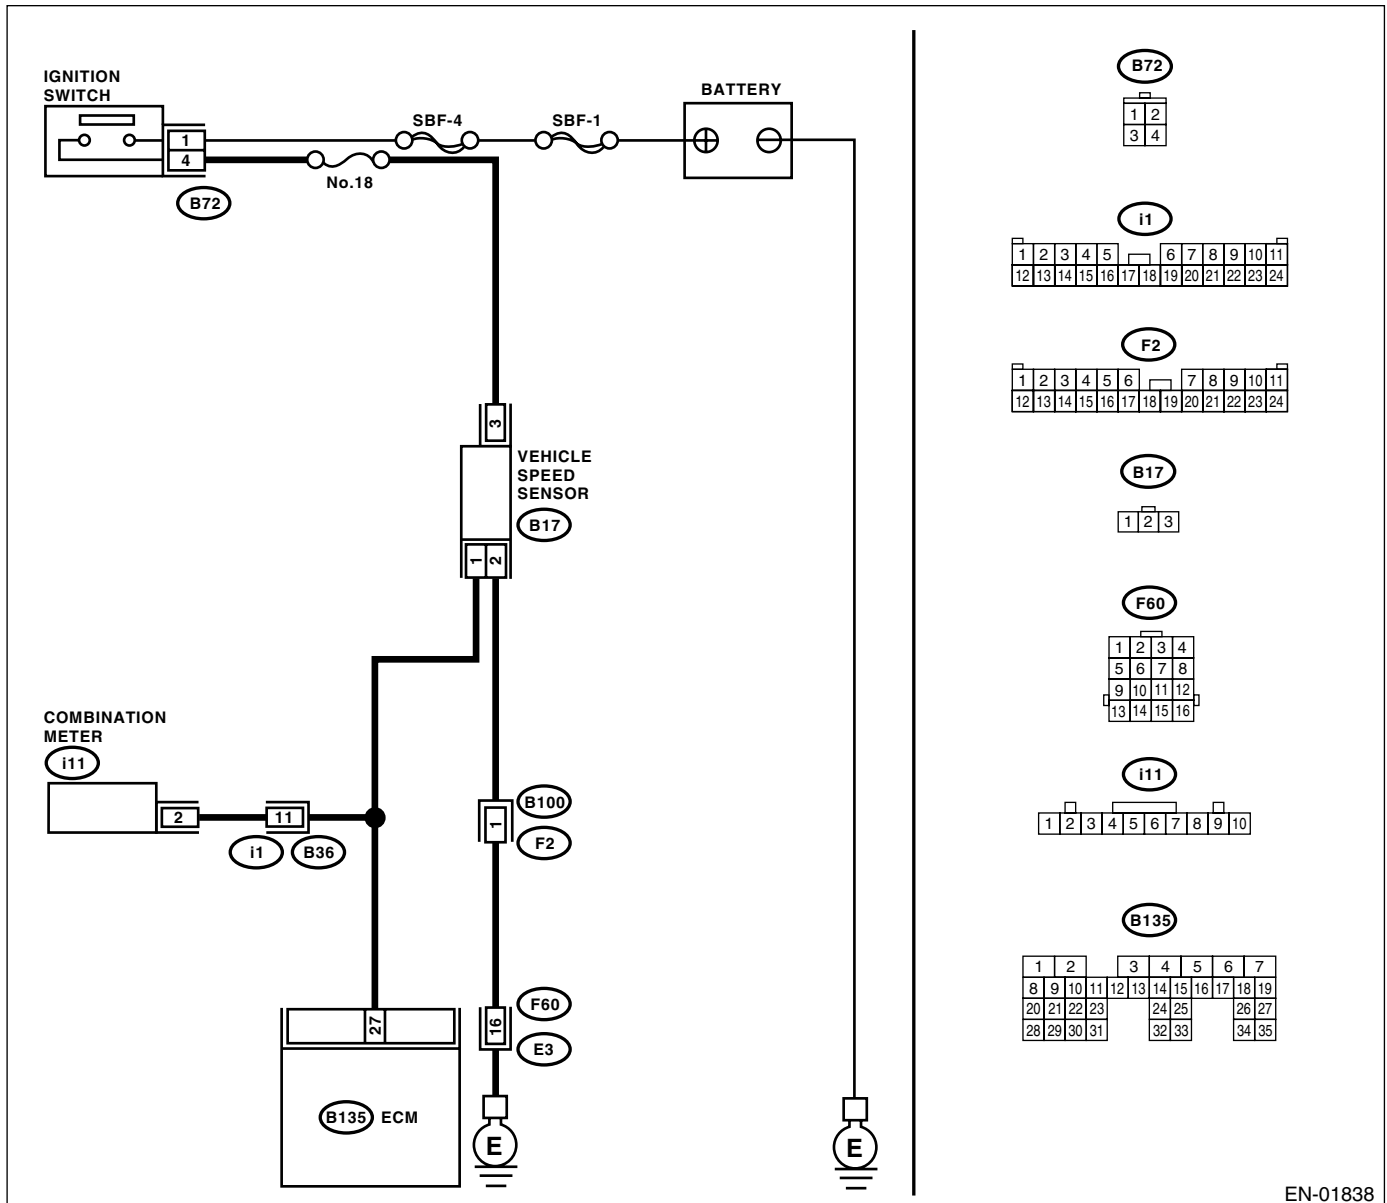 IGNITION
SWITCH
BATTERY
SBF-4
SBF-1
1
4
No.18
B72
3
VEHICLE
SPEED
SENSOR
B17
1 2
COMBINATION
METER
i11
2
11
i1
B36
B100
1
F2
F60
16
E3
27
B135 ECM
E
E
B72
1 2
3 4
i1
1 2 3 4 5 6 7 8 9 10 11
12 13 14 15 16 17 18 19 20 21 22 23 24
F2
1 2 3 4 5 6 7 8 9 10 11
12 13 14 15 16 17 18 19 20 21 22 23 24
B17
1 2 3
F60
1 2 3 4
5 6 7 8
9 10 11 12
13 14 15 16
i11
1 2 3 4 5 6 7 8 9 10
B135
1 2 3 4 5 6 7
8 9 10 11 12 13 14 15 16 17 18 19
20 21 22 23 24 25 26 27
28 29 30 31 32 33 34 35
EN-01838